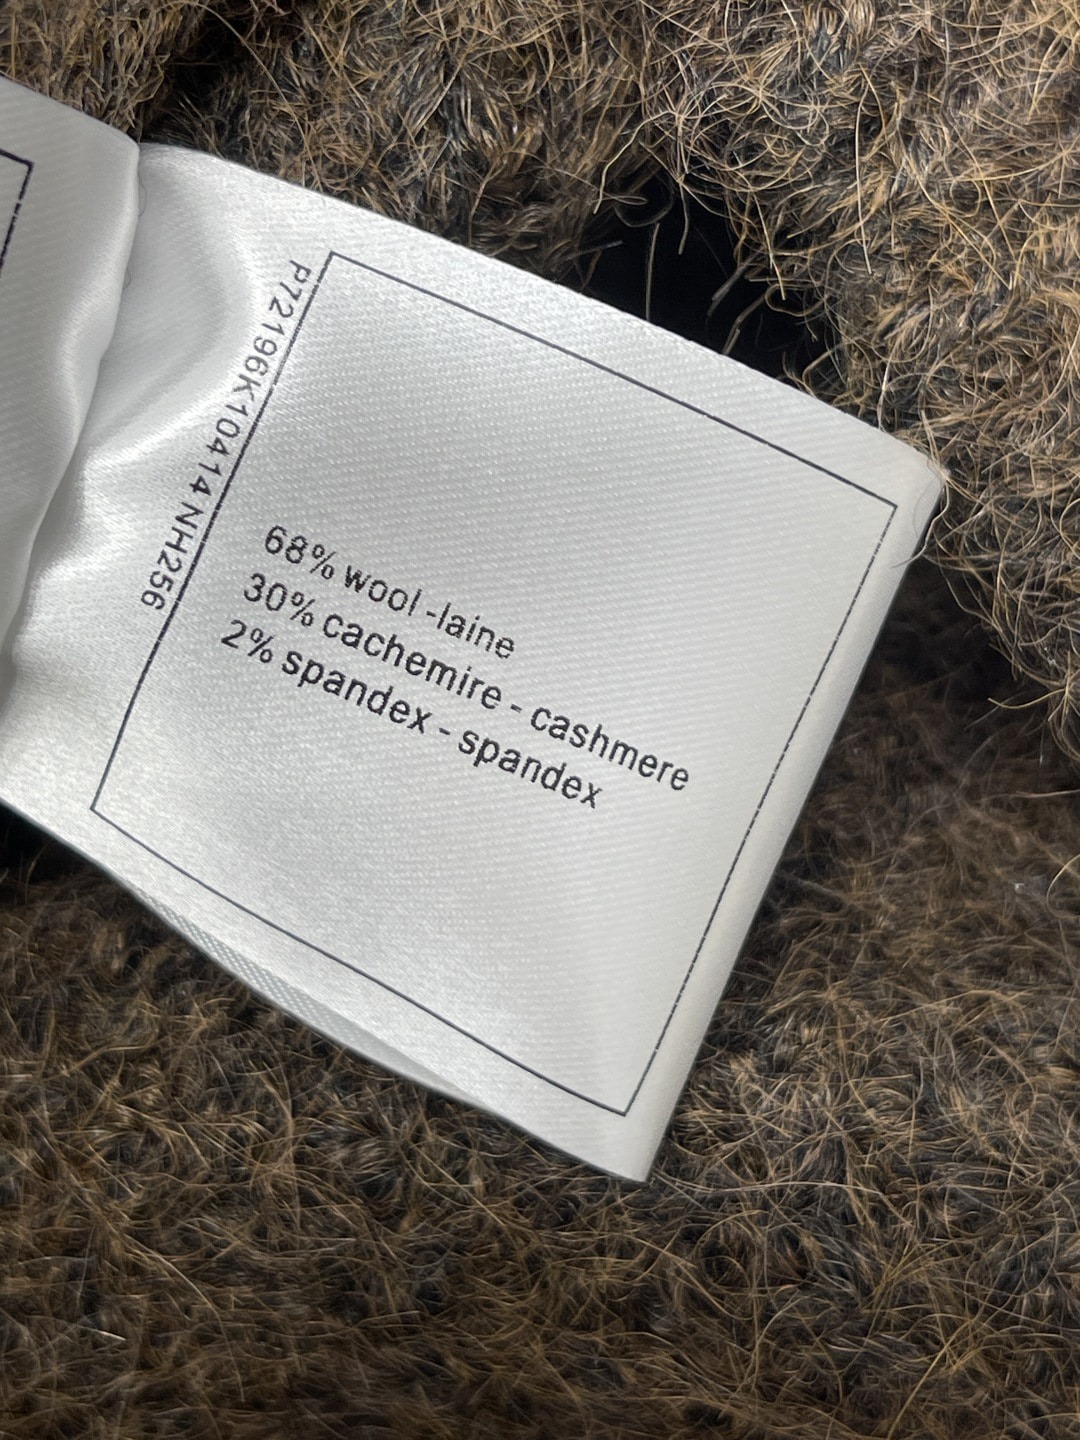 P72196K10414 NH256
68% wool -laine
30% cachemire - cashmere
2% spandex - spandex